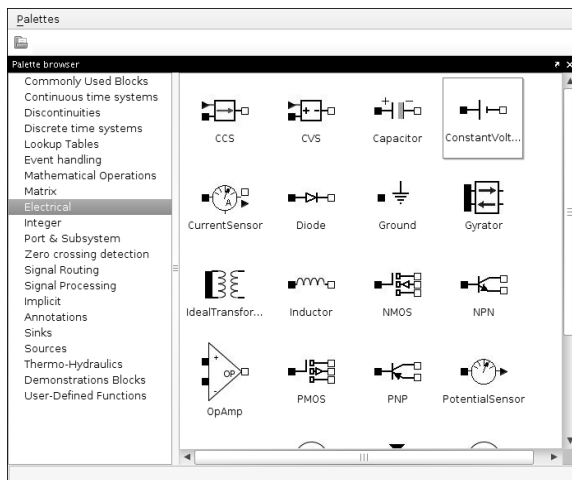 Palettes
Palette browser
Commonly Used Blocks
Continuous time systems
Discontinuities
Discrete time systems
Lookup Tables
Event handling
Mathematical Operations
Matrix
Electrical
Integer
Port & Subsystem
Zero crossing detection
Signal Routing
Signal Processing
Implicit
Annotations
Sinks
Sources
Thermo-Hydraulics
Demonstrations Blocks
User-Defined Functions
CCS
CVS
Capacitor
ConstantVolt...
A
CurrentSensor
Diode
Ground
Gyrator
IdealTransfor...
Inductor
NMOS
NPN
OP
OpAmp
PMOS
PNP
PotentialSensor